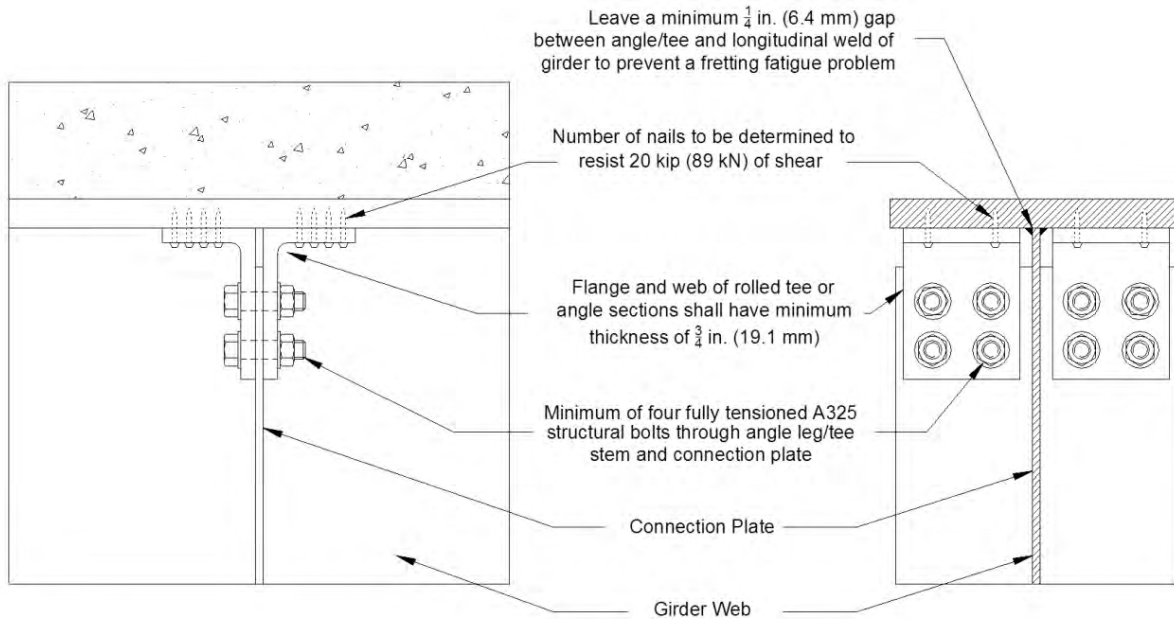 Leave a minimum 1/4 in. (6.4 mm) gap
between angle/tee and longitudinal weld of
girder to prevent a fretting fatigue problem
Number of nails to be determined to
resist 20 kip (89 kN) of shear
Flange and web of rolled tee or
angle sections shall have minimum
thickness of 3/4 in. (19.1 mm)
Minimum of four fully tensioned A325
structural bolts through angle leg/tee
stem and connection plate
Connection Plate
Girder Web